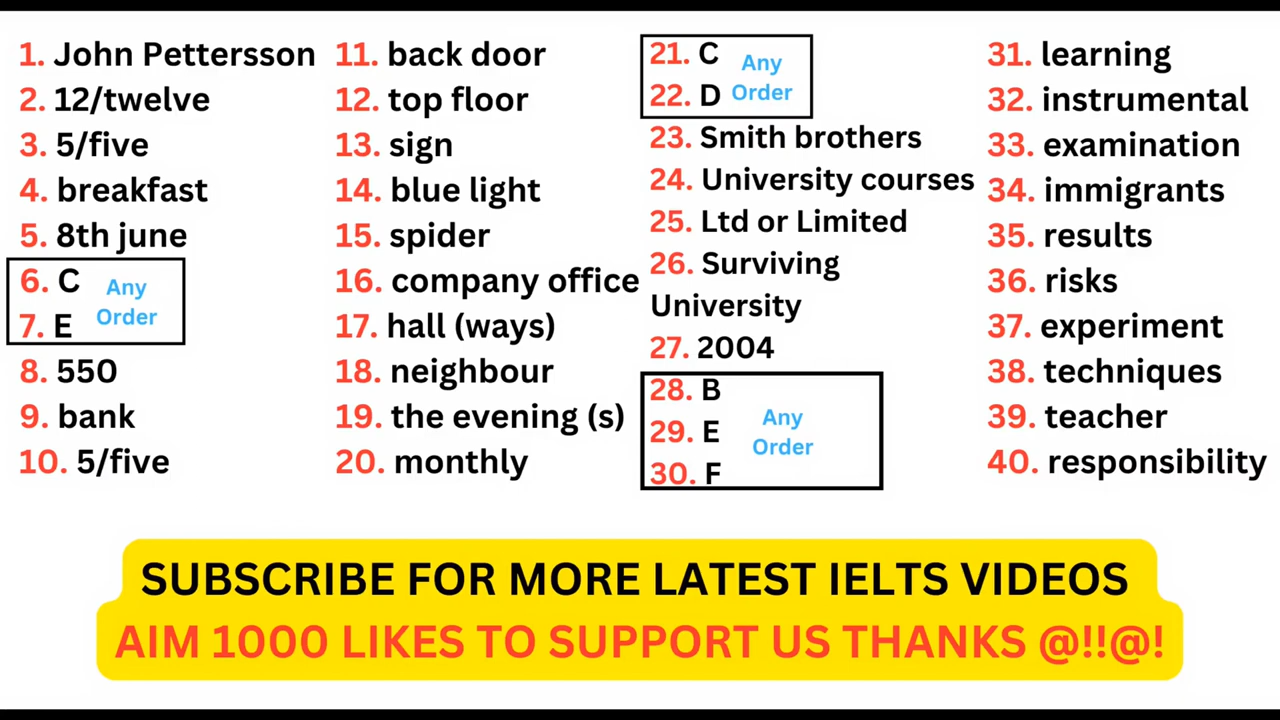 1. John Pettersson
2. 12/twelve
3. 5/five
4. breakfast
5. 8th june
6. C
7. E
Any
Order
8. 550
9. bank
10. 5/five
11. back door
12. top floor
13. sign
14. blue light
15. spider
16. company office
17. hall (ways)
18. neighbour
19. the evening (s)
20. monthly
21. C
22. D
Any
Order
23. Smith brothers
24. University courses
25. Ltd or Limited
26. Surviving
University
27. 2004
28. B
29. E
30. F
Any
Order
31. learning
32. instrumental
33. examination
34. immigrants
35. results
36. risks
37. experiment
38. techniques
39. teacher
40. responsibility
SUBSCRIBE FOR MORE LATEST IELTS VIDEOS
AIM 1000 LIKES TO SUPPORT US THANKS @!!@!